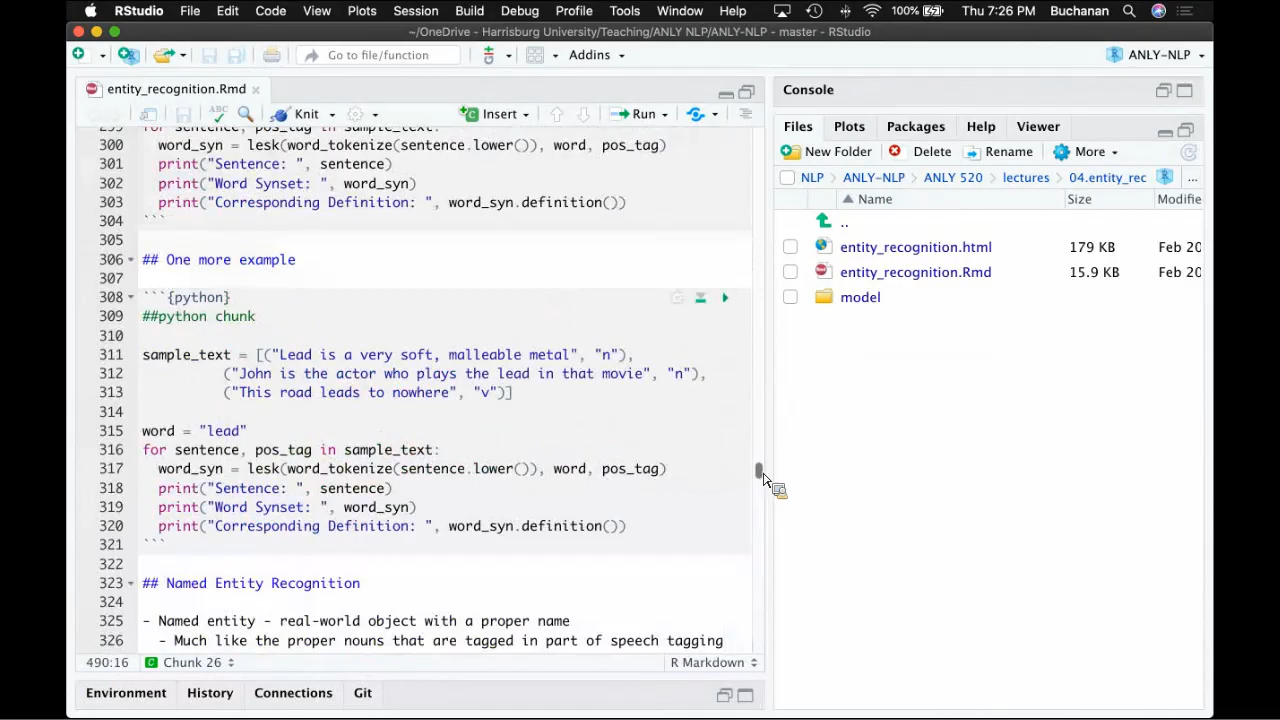 RStudio File Edit Code View Plots Session Build Debug Profile Tools Window Help 100% Thu 7:26 PM Buchanan
~/OneDrive - Harrisburg University/Teaching/ANLY NLP/ANLY-NLP - master - RStudio
Go to file/function Addins ANLY-NLP
entity_recognition.Rmd
ABC Knit Insert Run
299 for sentence, pos_tag in sample_text:
300 word_syn = lesk(word_tokenize(sentence.lower()), word, pos_tag)
301 print("Sentence: ", sentence)
302 print("Word Synset: ", word_syn)
303 print("Corresponding Definition: ", word_syn.definition())
304 ```
305
306 ## One more example
307
308 ```{python}
309 ##python chunk
310
311 sample_text = [("Lead is a very soft, malleable metal", "n"),
312 ("John is the actor who plays the lead in that movie", "n"),
313 ("This road leads to nowhere", "v")]
314
315 word = "lead"
316 for sentence, pos_tag in sample_text:
317 word_syn = lesk(word_tokenize(sentence.lower()), word, pos_tag)
318 print("Sentence: ", sentence)
319 print("Word Synset: ", word_syn)
320 print("Corresponding Definition: ", word_syn.definition())
321 ```
322
323 ## Named Entity Recognition
324
325 - Named entity - real-world object with a proper name
326 - Much like the proper nouns that are tagged in part of speech tagging
490:16 Chunk 26 R Markdown
Environment History Connections Git
Console
Files Plots Packages Help Viewer
New Folder Delete Rename More
NLP ANLY-NLP ANLY 520 lectures 04.entity_rec ...
Name Size Modifie
..
entity_recognition.html 179 KB Feb 20
entity_recognition.Rmd 15.9 KB Feb 20
model